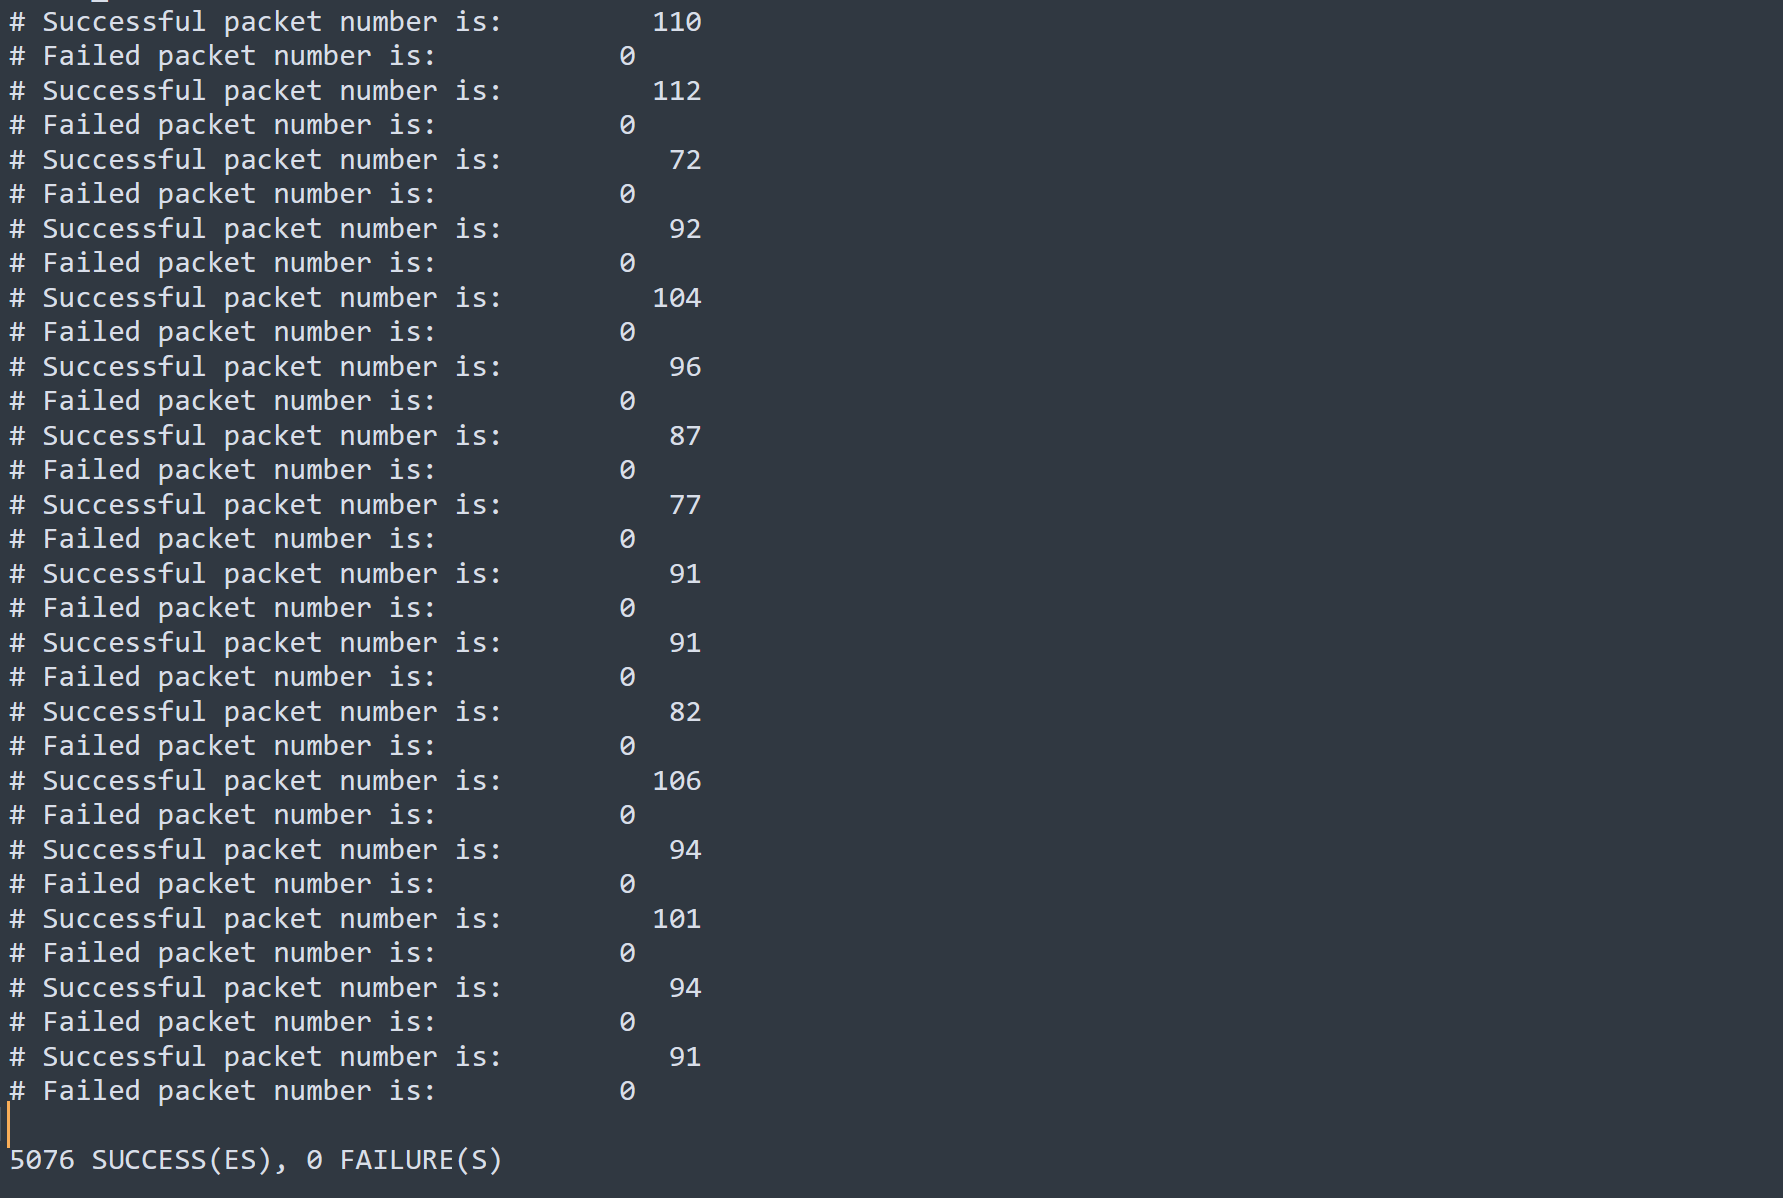 # Successful packet number is:         110
# Failed packet number is:           0
# Successful packet number is:         112
# Failed packet number is:           0
# Successful packet number is:          72
# Failed packet number is:           0
# Successful packet number is:          92
# Failed packet number is:           0
# Successful packet number is:         104
# Failed packet number is:           0
# Successful packet number is:          96
# Failed packet number is:           0
# Successful packet number is:          87
# Failed packet number is:           0
# Successful packet number is:          77
# Failed packet number is:           0
# Successful packet number is:          91
# Failed packet number is:           0
# Successful packet number is:          91
# Failed packet number is:           0
# Successful packet number is:          82
# Failed packet number is:           0
# Successful packet number is:         106
# Failed packet number is:           0
# Successful packet number is:          94
# Failed packet number is:           0
# Successful packet number is:         101
# Failed packet number is:           0
# Successful packet number is:          94
# Failed packet number is:           0
# Successful packet number is:          91
# Failed packet number is:           0
5076 SUCCESS(ES), 0 FAILURE(S)